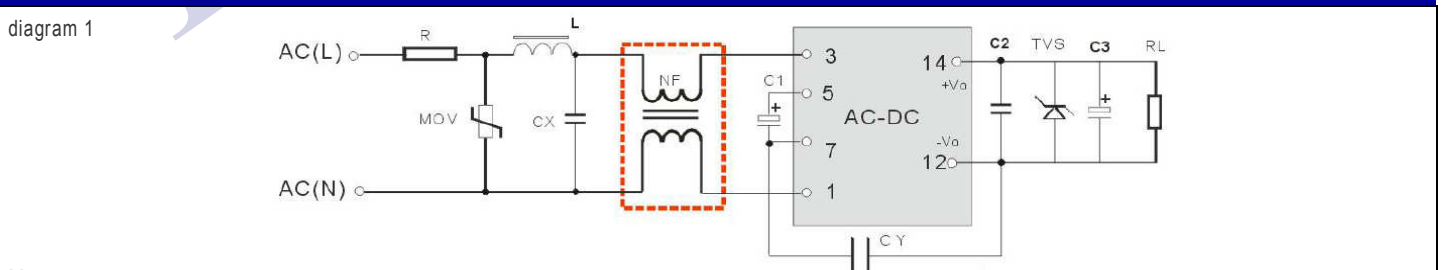 diagram 1
L
R
AC(L)
3
C2 TVS C3 RL
14
+Vo
NF
C1
5
MOV
CX
AC-DC
7
-Vo
12
AC(N)
1
CY